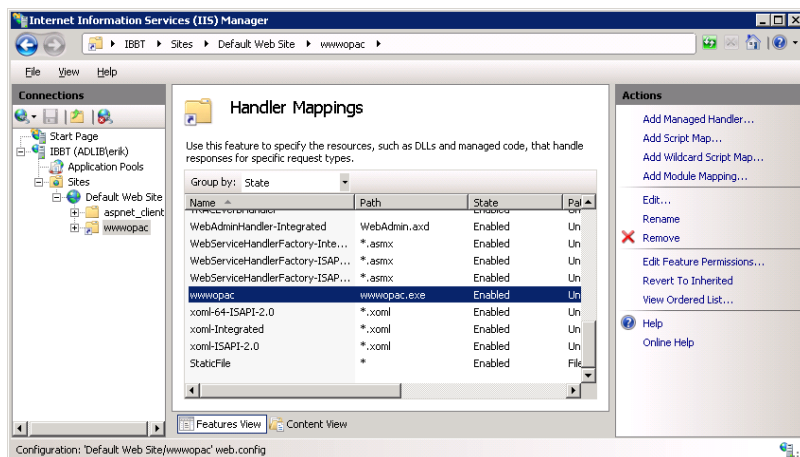 Internet Information Services (IIS) Manager
IBBT Sites Default Web Site wwwopac
File View Help
Connections
Start Page
IBBT (ADLIB\erik)
Application Pools
Sites
Default Web Site
aspnet_client
wwwopac
Handler Mappings
Use this feature to specify the resources, such as DLLs and managed code, that handle
responses for specific request types.
Group by: State
Name Path State Pal
TRACEVerbHandler Enabled Un
WebAdminHandler-Integrated WebAdmin.axd Enabled Un
WebServiceHandlerFactory-Inte... *.asmx Enabled Un
WebServiceHandlerFactory-ISAP... *.asmx Enabled Un
WebServiceHandlerFactory-ISAP... *.asmx Enabled Un
wwwopac wwwopac.exe Enabled Un
xoml-64-ISAPI-2.0 *.xoml Enabled Un
xoml-Integrated *.xoml Enabled Un
xoml-ISAPI-2.0 *.xoml Enabled Un
StaticFile * Enabled File
Features View Content View
Actions
Add Managed Handler...
Add Script Map...
Add Wildcard Script Map...
Add Module Mapping...
Edit...
Rename
Remove
Edit Feature Permissions...
Revert To Inherited
View Ordered List...
Help
Online Help
Configuration: 'Default Web Site/wwwopac' web.config